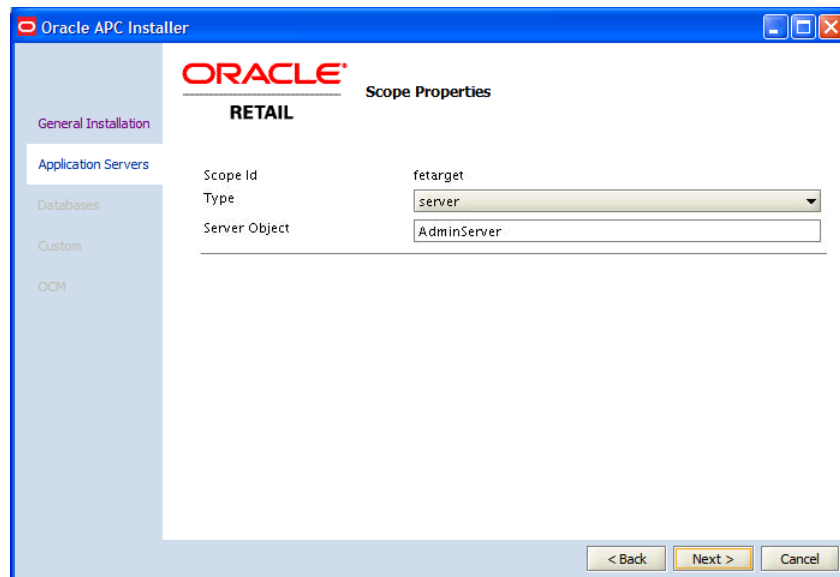 Oracle APC Installer
ORACLE®
RETAIL
Scope Properties
General Installation
Application Servers
Databases
Custom
OCM
Scope Id fetarget
Type server
Server Object AdminServer
< Back Next > Cancel